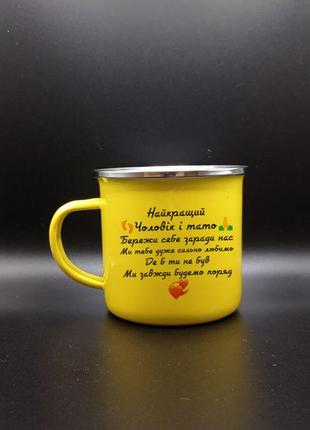 Найкращий
Чоловік і тато
Бережи себе заради нас
Ми тебе дуже сильно любимо
Де б ти не був
Ми завжди будемо поряд